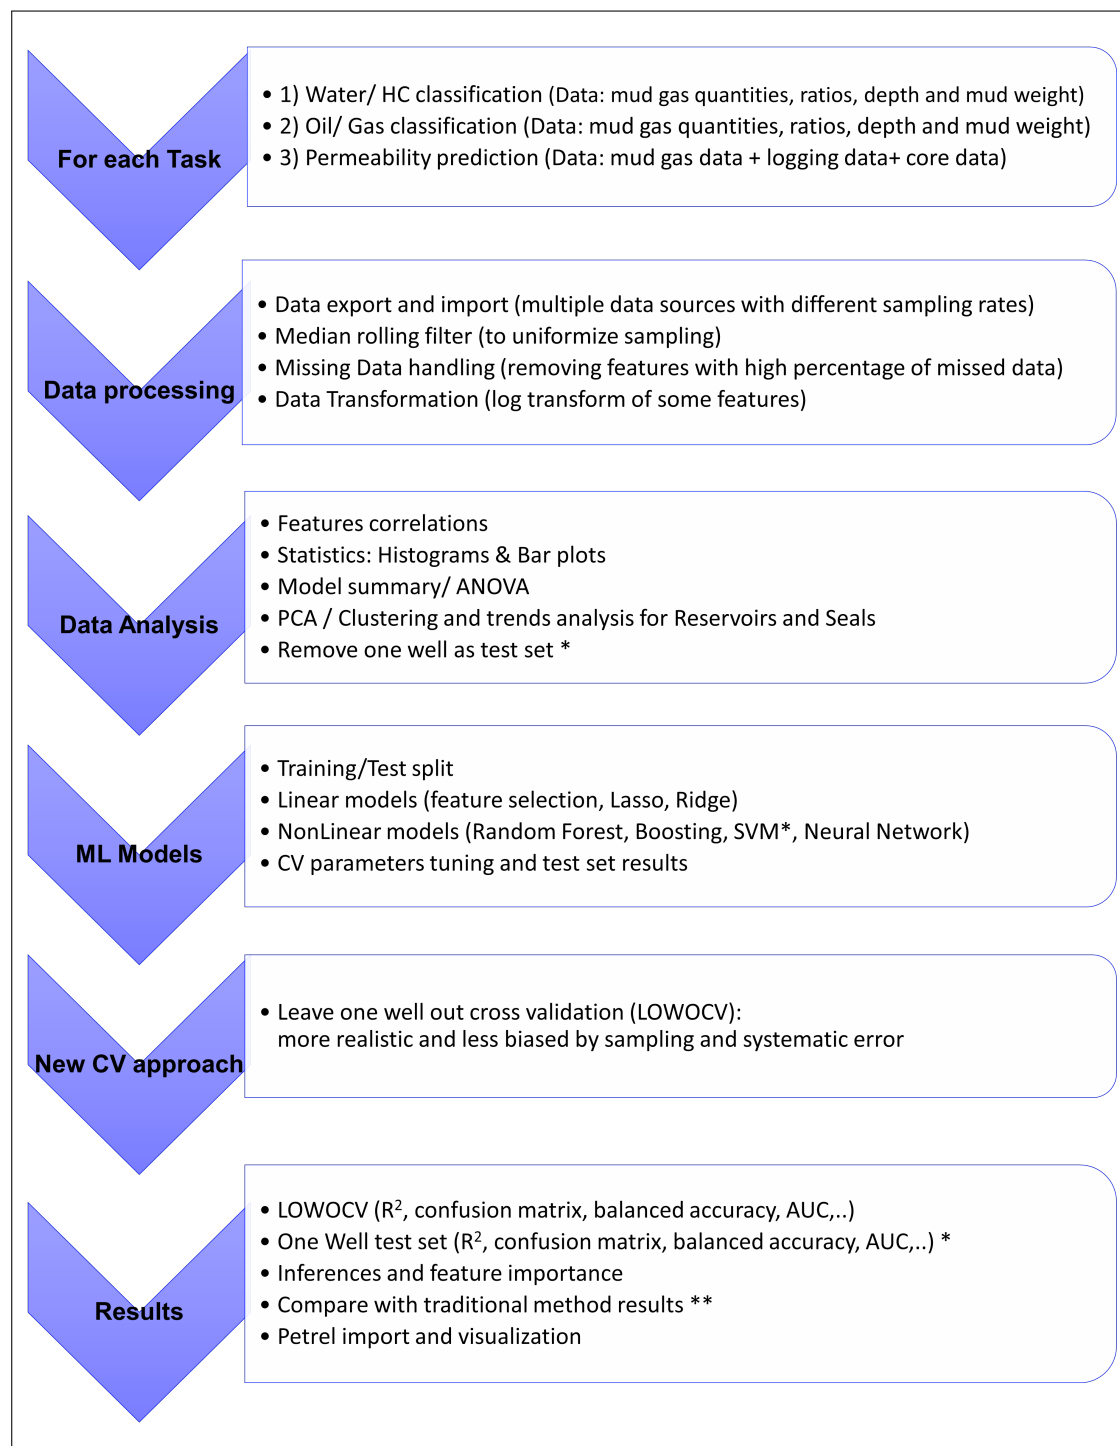 For each Task
• 1) Water/ HC classification (Data: mud gas quantities, ratios, depth and mud weight)
• 2) Oil/ Gas classification (Data: mud gas quantities, ratios, depth and mud weight)
• 3) Permeability prediction (Data: mud gas data + logging data+ core data)
Data processing
• Data export and import (multiple data sources with different sampling rates)
• Median rolling filter (to uniformize sampling)
• Missing Data handling (removing features with high percentage of missed data)
• Data Transformation (log transform of some features)
Data Analysis
• Features correlations
• Statistics: Histograms & Bar plots
• Model summary/ ANOVA
• PCA / Clustering and trends analysis for Reservoirs and Seals
• Remove one well as test set *
ML Models
• Training/Test split
• Linear models (feature selection, Lasso, Ridge)
• NonLinear models (Random Forest, Boosting, SVM*, Neural Network)
• CV parameters tuning and test set results
New CV approach
• Leave one well out cross validation (LOWOCV):
more realistic and less biased by sampling and systematic error
Results
• LOWOCV (R², confusion matrix, balanced accuracy, AUC,..)
• One Well test set (R², confusion matrix, balanced accuracy, AUC,..) *
• Inferences and feature importance
• Compare with traditional method results **
• Petrel import and visualization